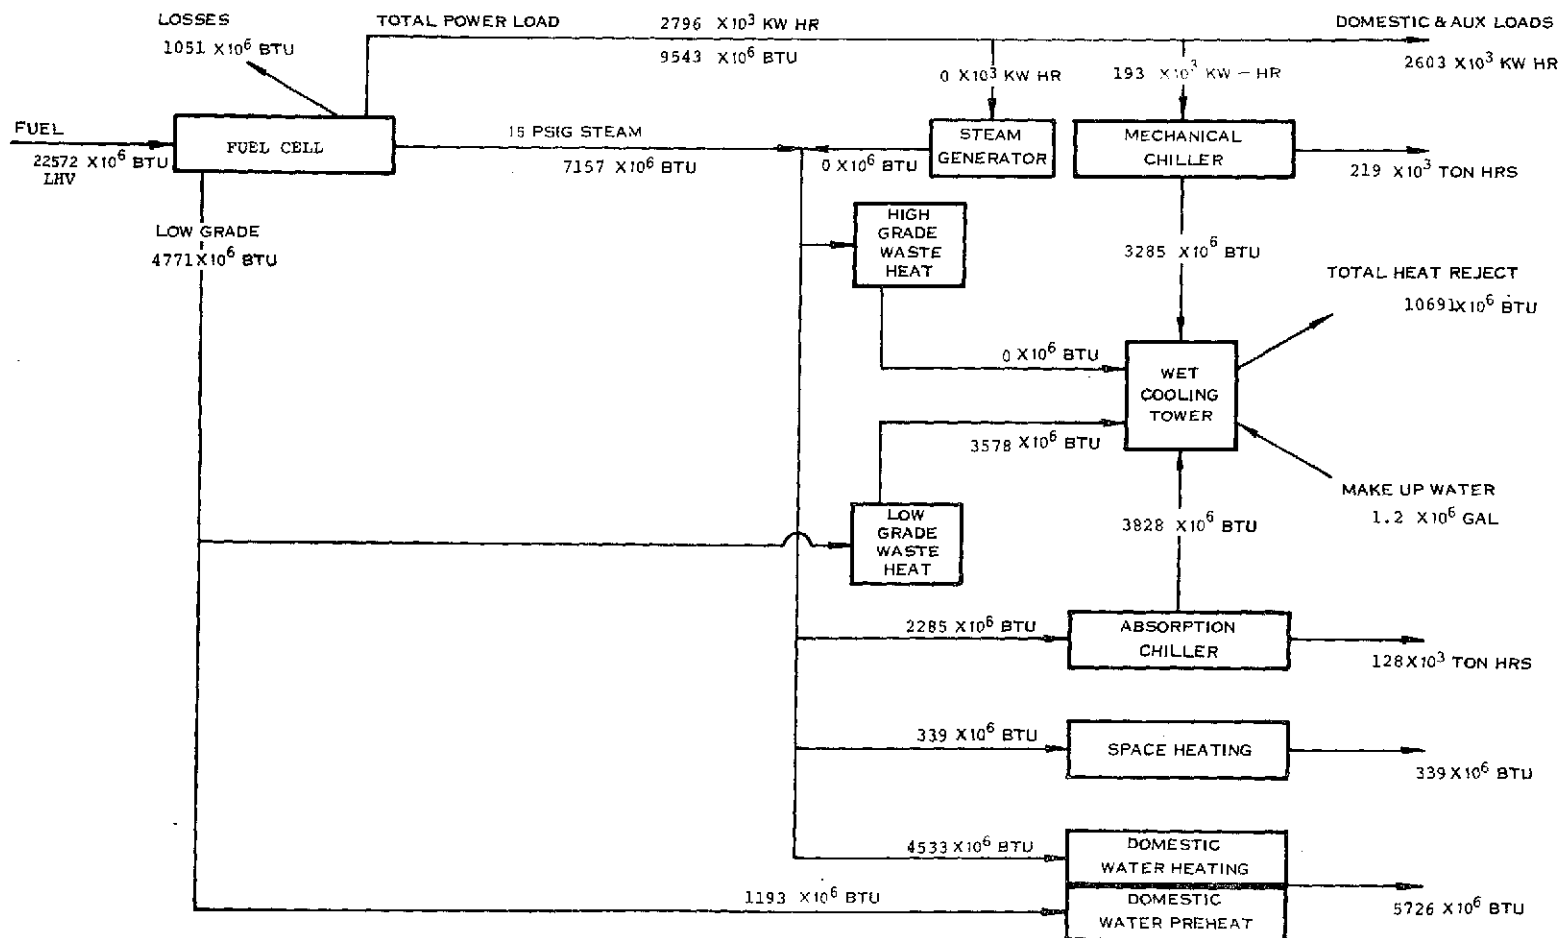 LOSSES
1051 X10⁶ BTU
TOTAL POWER LOAD
2796 X10³ KW HR
9543 X10⁶ BTU
DOMESTIC & AUX LOADS
2603 X10³ KW HR
0 X10³ KW HR
193 X10³ KW - HR
FUEL
22572 X10⁶ BTU
LHV
FUEL CELL
15 PSIG STEAM
7157 X10⁶ BTU
0 X10⁶ BTU
STEAM
GENERATOR
MECHANICAL
CHILLER
219 X10³ TON HRS
LOW GRADE
4771X10⁶ BTU
HIGH
GRADE
WASTE
HEAT
3285 X10⁶ BTU
TOTAL HEAT REJECT
10691X10⁶ BTU
0 X10⁶ BTU
WET
COOLING
TOWER
3578 X10⁶ BTU
MAKE UP WATER
1.2 X10⁶ GAL
LOW
GRADE
WASTE
HEAT
3828 X10⁶ BTU
2285 X10⁶ BTU
ABSORPTION
CHILLER
128X10³ TON HRS
339 X10⁶ BTU
SPACE HEATING
339 X10⁶ BTU
4533 X10⁶ BTU
DOMESTIC
WATER HEATING
1193 X10⁶ BTU
DOMESTIC
WATER PREHEAT
5726 X10⁶ BTU